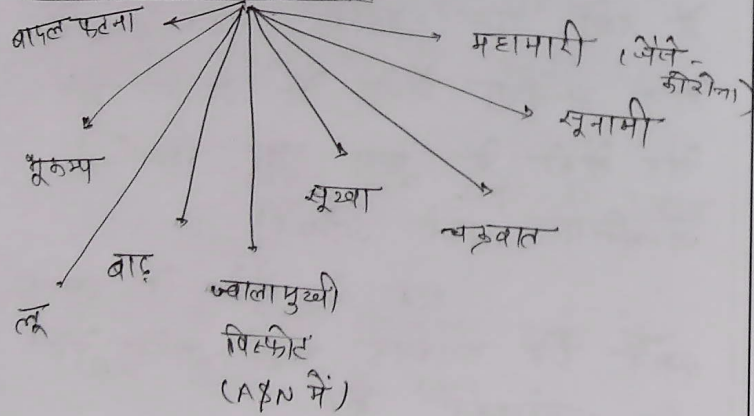 बादल फटना
महामारी (जैसे -
कोरोना)
सूनामी
भूकम्प
सूखा
चक्रवात
बाढ़
ज्वालामुखी
विस्फोट
(A&N में)
लू